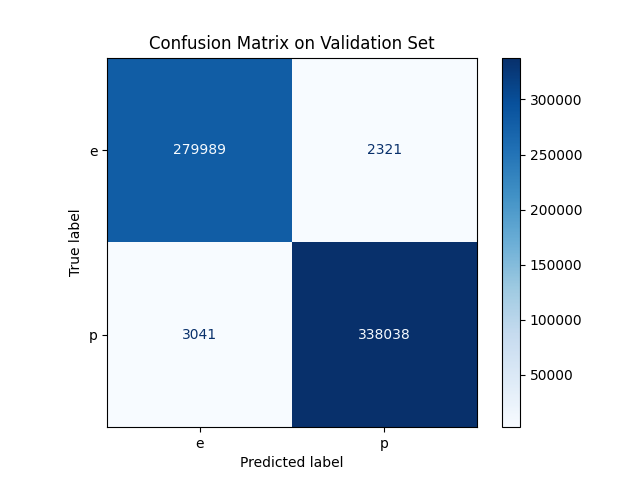 Confusion Matrix on Validation Set
True label
e
279989
2321
p
3041
338038
e
p
Predicted label
300000
250000
200000
150000
100000
50000